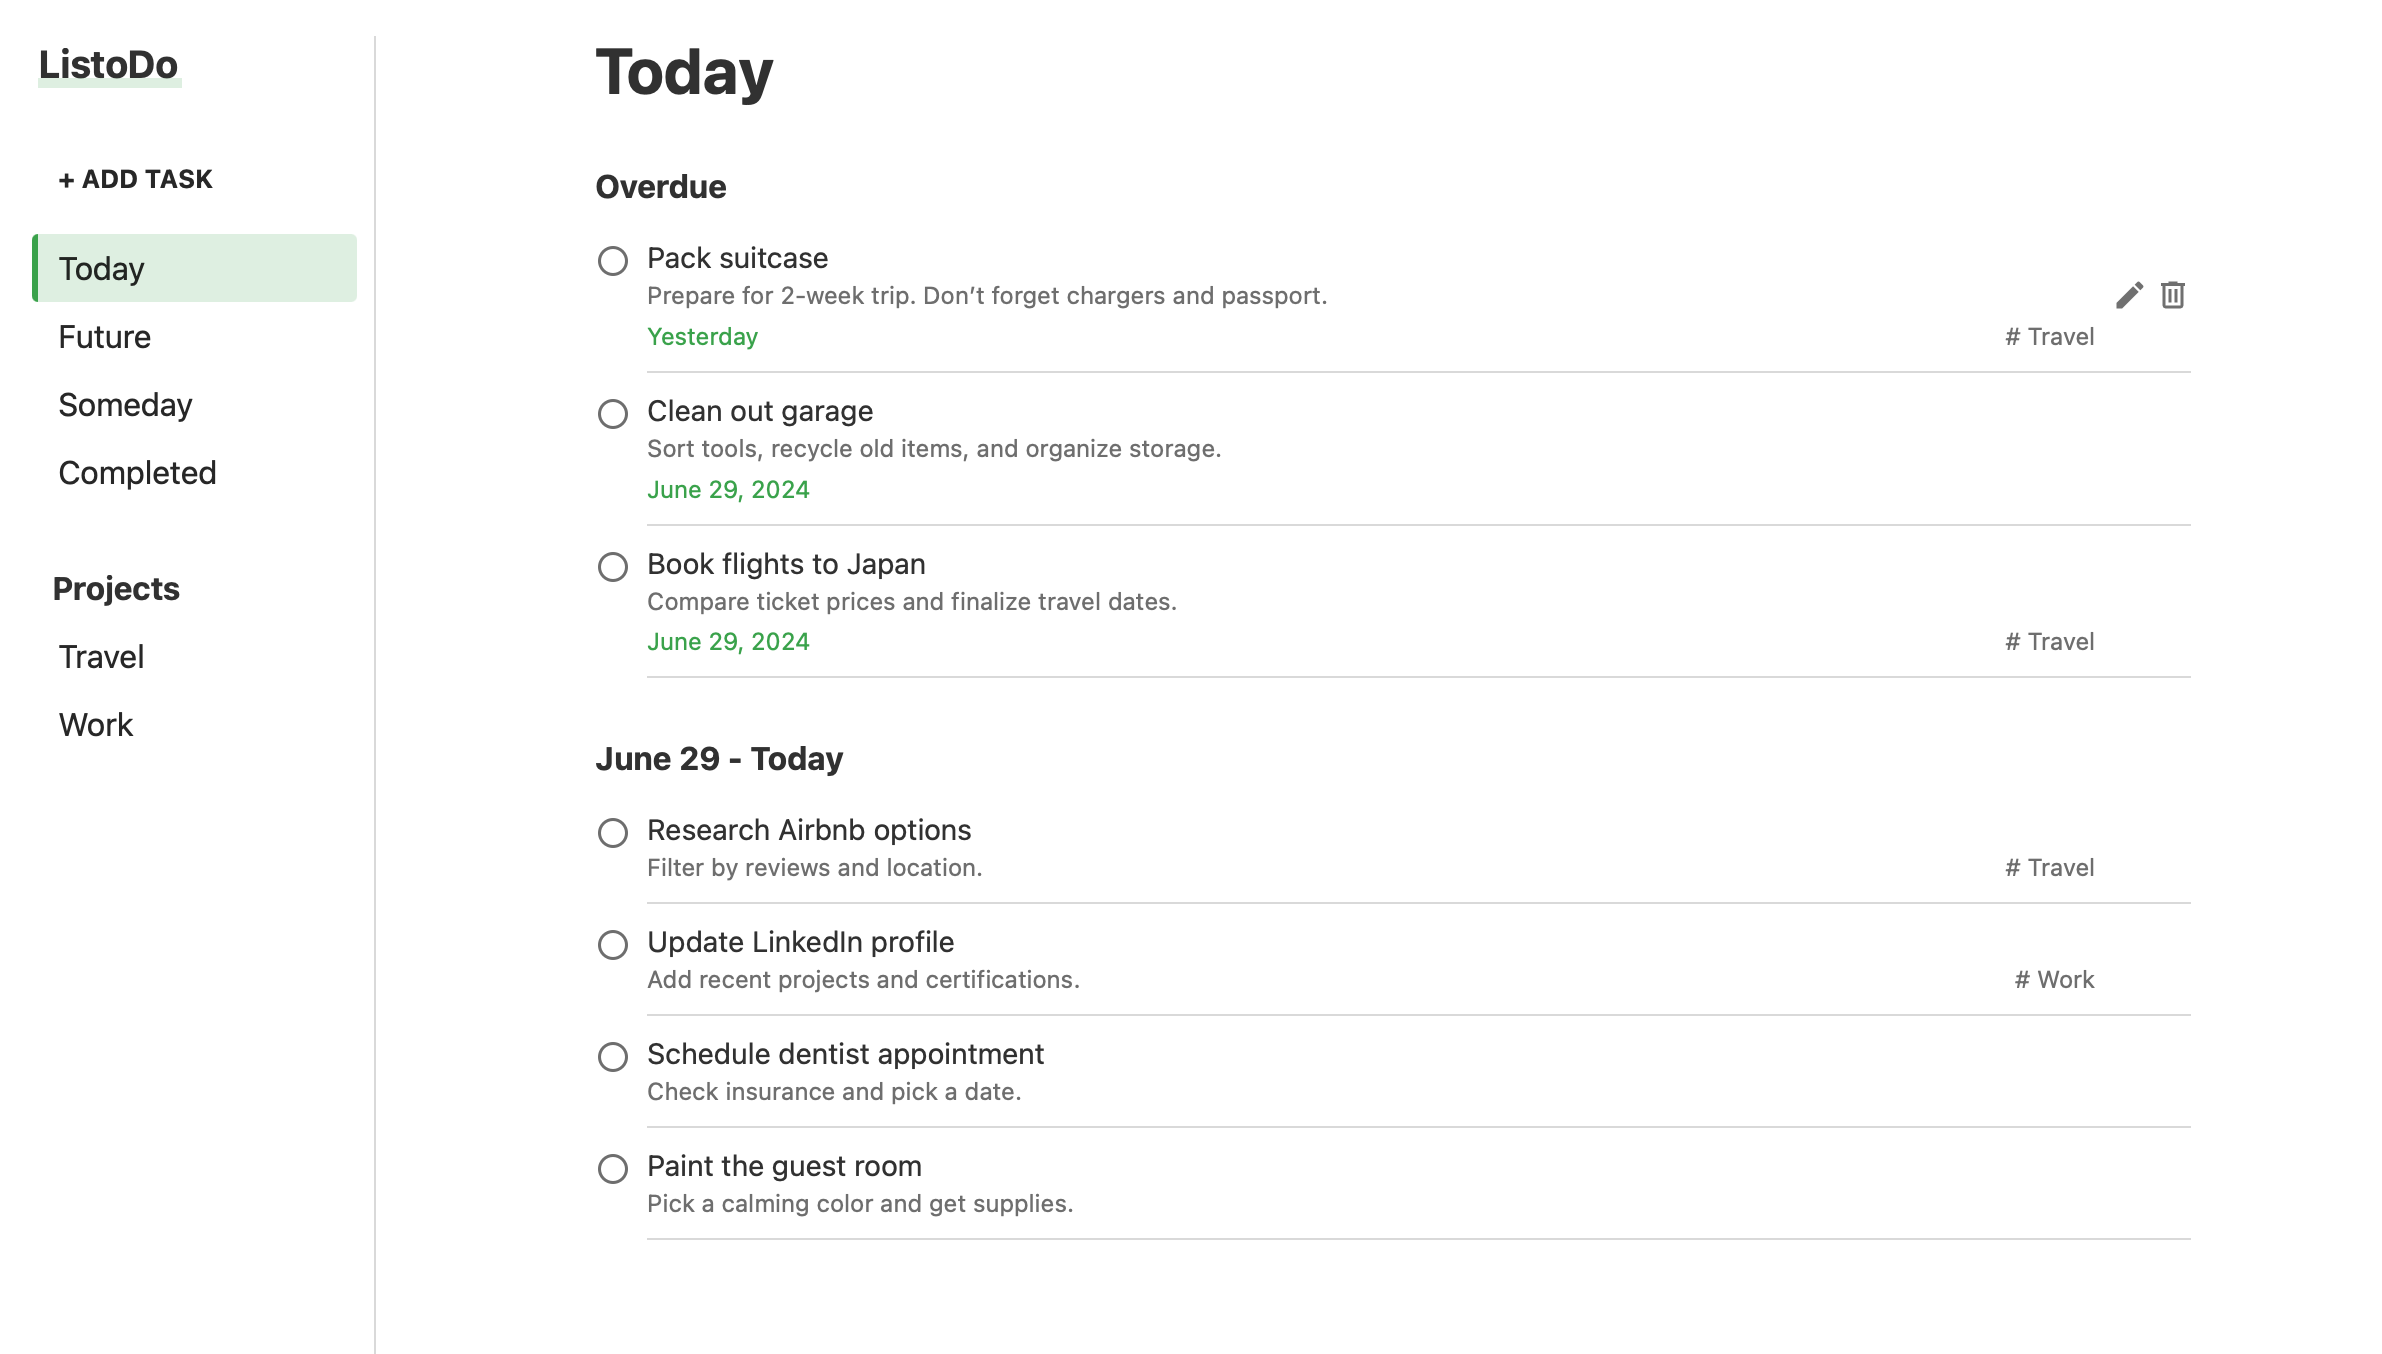 ListoDo
+ ADD TASK
Today
Future
Someday
Completed
Projects
Travel
Work
Today
Overdue
Pack suitcase
Prepare for 2-week trip. Don’t forget chargers and passport.
Yesterday
# Travel
Clean out garage
Sort tools, recycle old items, and organize storage.
June 29, 2024
Book flights to Japan
Compare ticket prices and finalize travel dates.
June 29, 2024
# Travel
June 29 - Today
Research Airbnb options
Filter by reviews and location.
# Travel
Update LinkedIn profile
Add recent projects and certifications.
# Work
Schedule dentist appointment
Check insurance and pick a date.
Paint the guest room
Pick a calming color and get supplies.